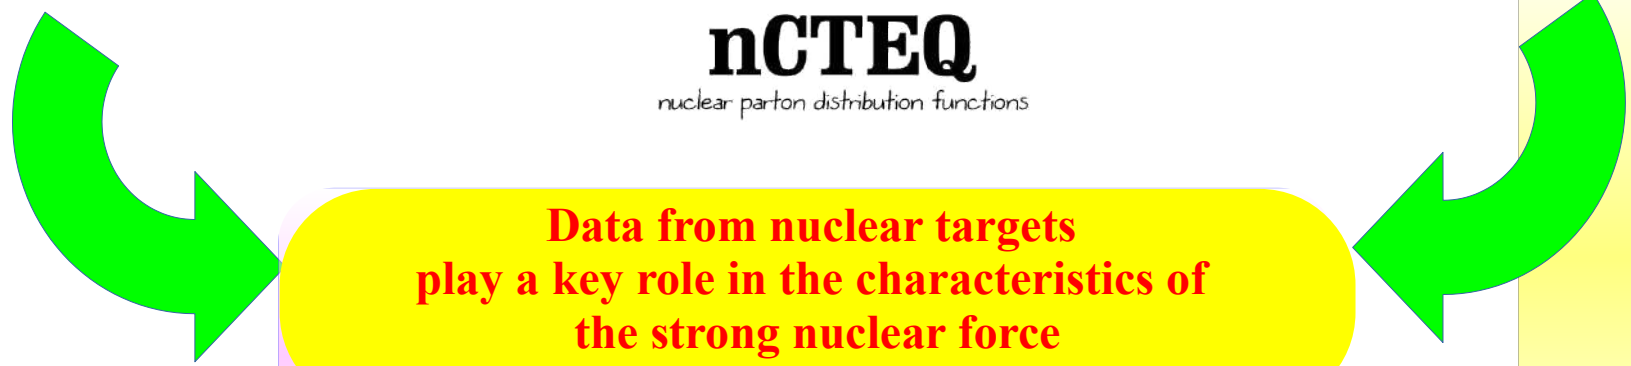 nCTEQ
nuclear parton distribution functions
Data from nuclear targets
play a key role in the characteristics of
the strong nuclear force